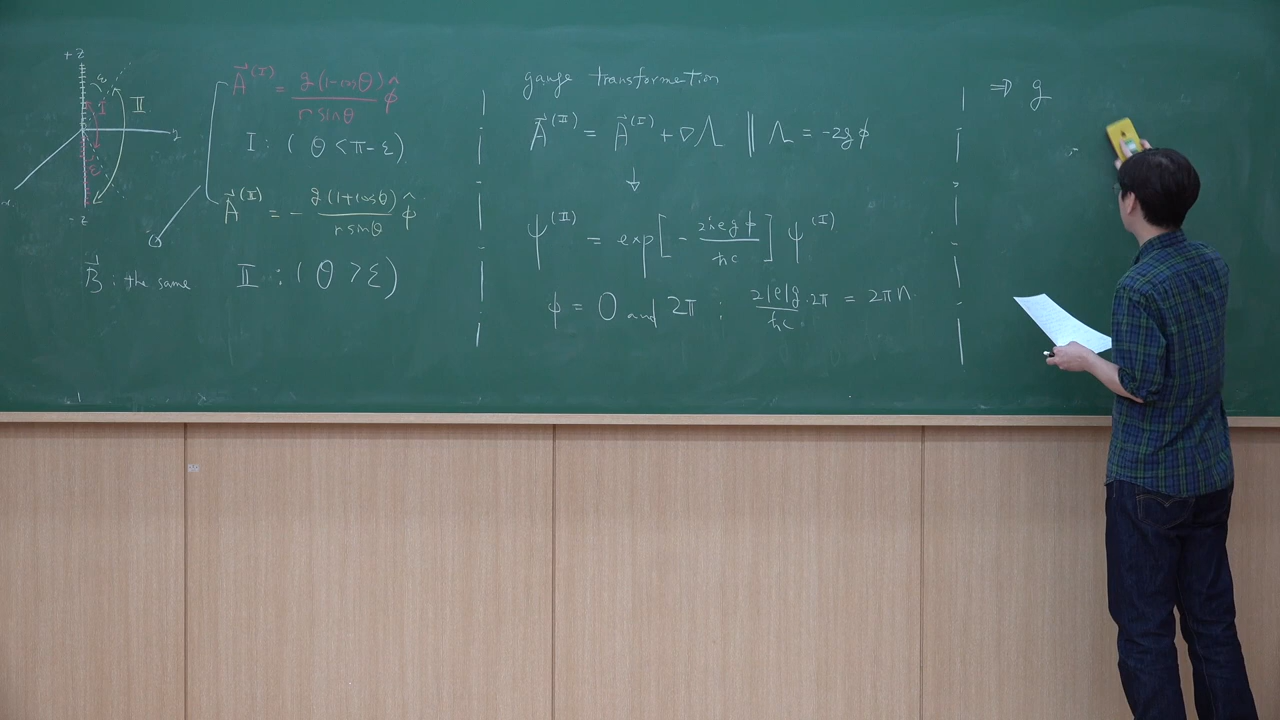 +z
ε
I
II
y
ε
x
-z
A⃗^(I) = g(1-cosθ)/(r sinθ) φ̂
I : ( θ < π-ε)
A⃗^(II) = - g(1+cosθ)/(r sinθ) φ̂
B⃗ : the same
II : ( θ > ε)
gauge transformation
A⃗^(II) = A⃗^(I) + ∇Λ ‖ Λ = -2gφ
↓
ψ^(II) = exp[ - 2iegφ/ħc ] ψ^(I)
φ = 0 and 2π ; 2|e|g/ħc · 2π = 2πn
⇒ g